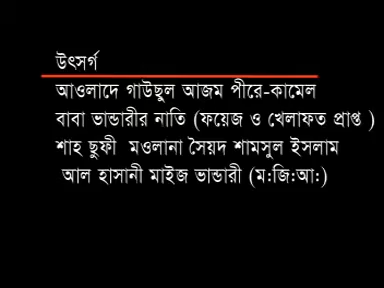 উৎসর্গ
আওলাদে গাউছুল আজম পীরে-কামেল
বাবা ভান্ডারীর নাতি (ফয়েজ ও খেলাফত প্রাপ্ত )
শাহ ছুফী মওলানা সৈয়দ শামসুল ইসলাম
আল হাসানী মাইজ ভান্ডারী (ম:জি:আ:)